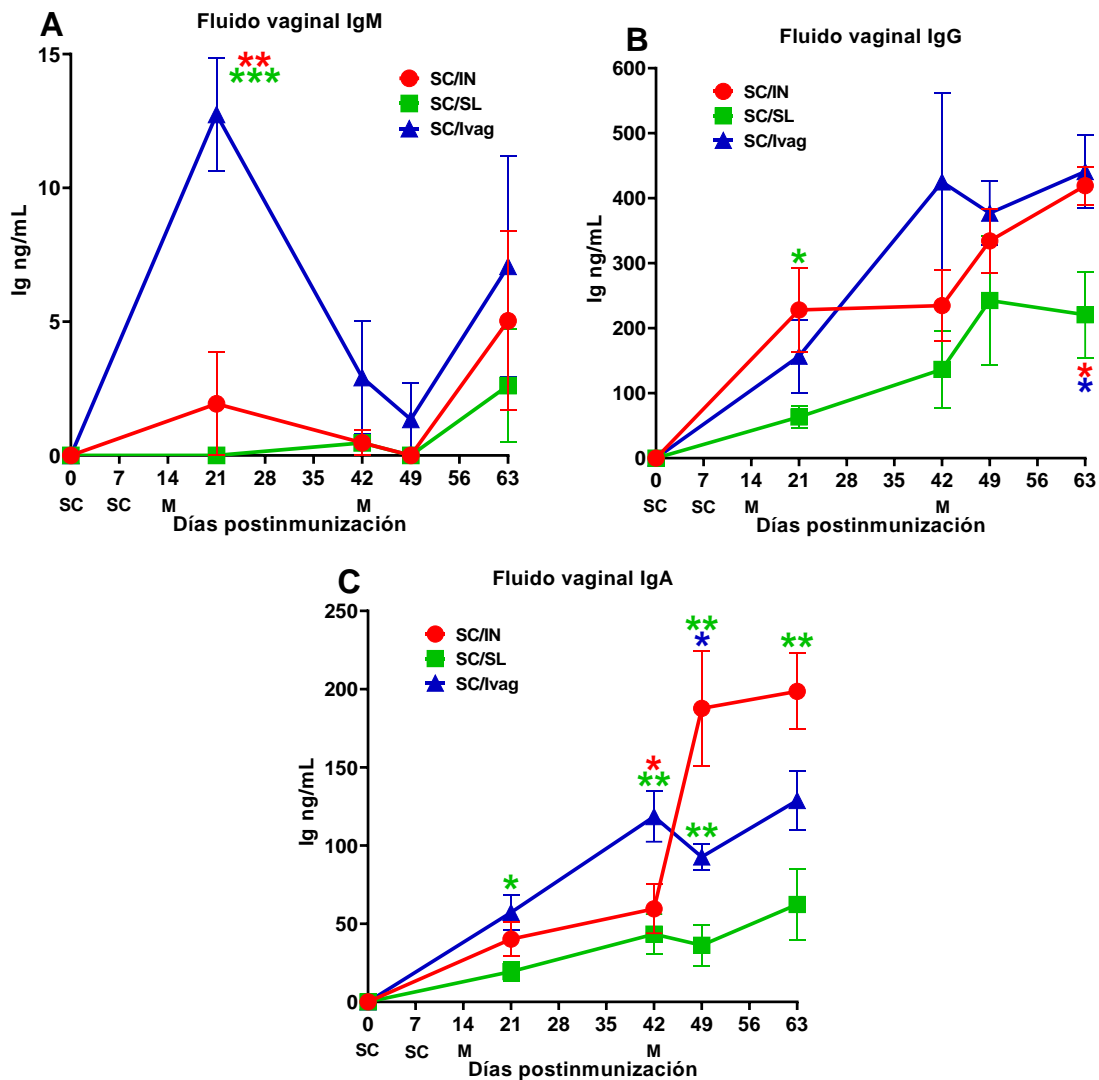 A
Fluido vaginal IgM
**
***
SC/IN
SC/SL
SC/Ivag
Ig ng/mL
15
10
5
0
0 7 14 21 28 35 42 49 56 63
SC SC M M
Días postinmunización
B
Fluido vaginal IgG
SC/IN
SC/SL
SC/Ivag
Ig ng/mL
600
500
400
300
200
100
0
*
*
*
0 7 14 21 28 35 42 49 56 63
SC SC M M
Días postinmunización
C
Fluido vaginal IgA
SC/IN
SC/SL
SC/Ivag
Ig ng/mL
250
200
150
100
50
0
**
*
**
*
**
**
*
0 7 14 21 28 35 42 49 56 63
SC SC M M
Días postinmunización